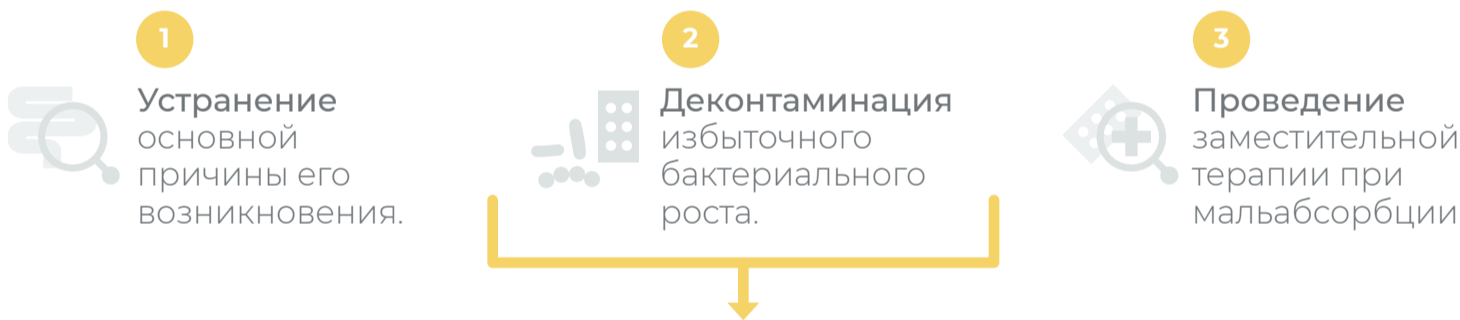 1
Устранение
основной
причины его
возникновения.
2
Деконтаминация
избыточного
бактериального
роста.
3
Проведение
заместительной
терапии при
мальабсорбции